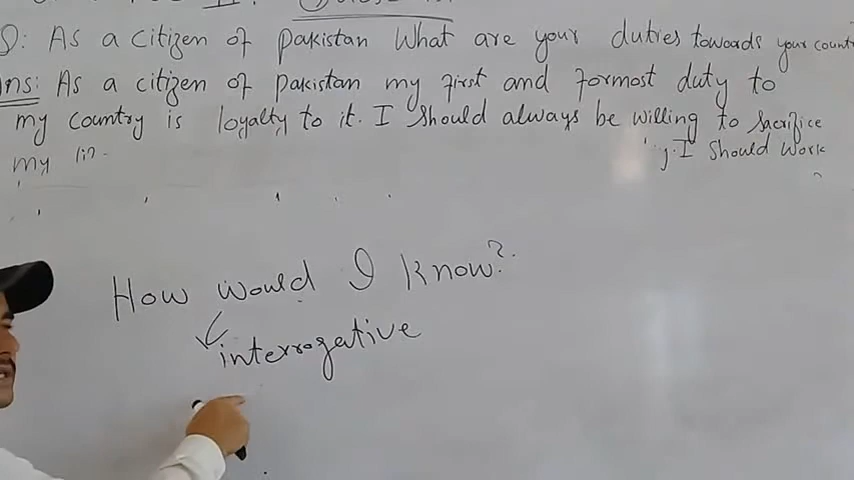 Q: As a citizen of pakistan What are your duties towards your count
Ans: As a citizen of pakistan my first and formost duty to
my country is loyalty to it. I should always be willing to sacrifice
my I should work
How would I know?
interrogative